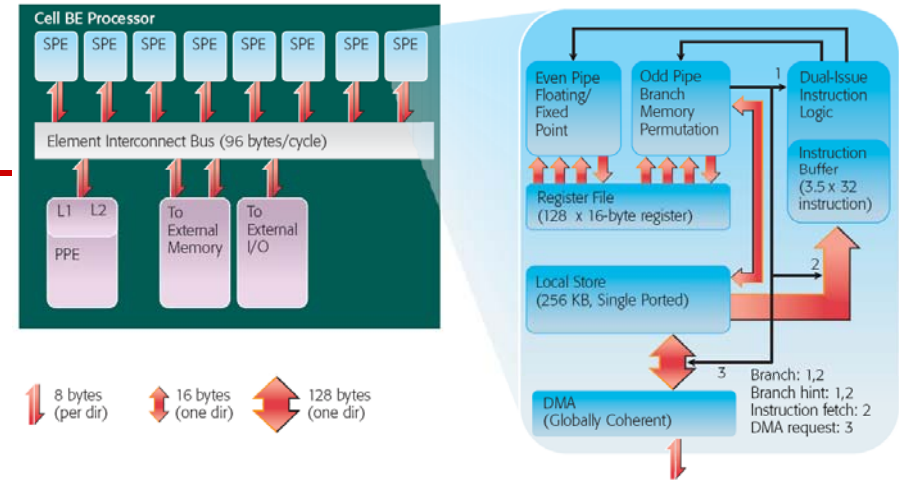 Cell BE Processor
SPE SPE SPE SPE SPE SPE SPE SPE
Element Interconnect Bus (96 bytes/cycle)
L1 L2
PPE
To
External
Memory
To
External
I/O
8 bytes
(per dir)
16 bytes
(one dir)
128 bytes
(one dir)
Even Pipe
Floating/
Fixed
Point
Odd Pipe
Branch
Memory
Permutation
1
Dual-Issue
Instruction
Logic
Instruction
Buffer
(3.5 x 32
instruction)
Register File
(128 x 16-byte register)
2
Local Store
(256 KB, Single Ported)
3
DMA
(Globally Coherent)
Branch: 1,2
Branch hint: 1,2
Instruction fetch: 2
DMA request: 3